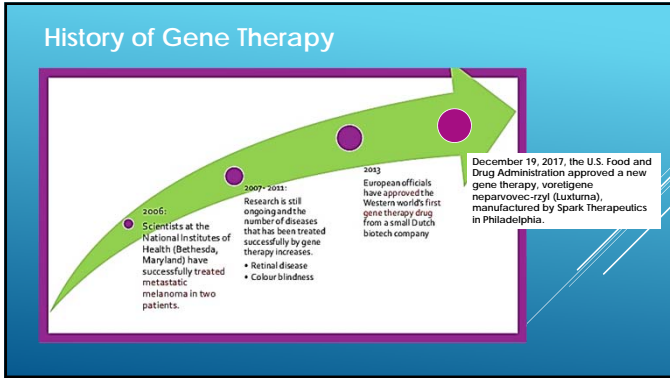 History of Gene Therapy
2006:
Scientists at the
National Institutes of
Health (Bethesda,
Maryland) have
successfully treated
metastatic
melanoma in two
patients.
2007- 2011:
Research is still
ongoing and the
number of diseases
that has been treated
successfully by gene
therapy increases.
• Retinal disease
• Colour blindness
2013
European officials
have approved the
Western world's first
gene therapy drug
from a small Dutch
biotech company
December 19, 2017, the U.S. Food and
Drug Administration approved a new
gene therapy, voretigene
neparvovec-rzyl (Luxturna),
manufactured by Spark Therapeutics
in Philadelphia.